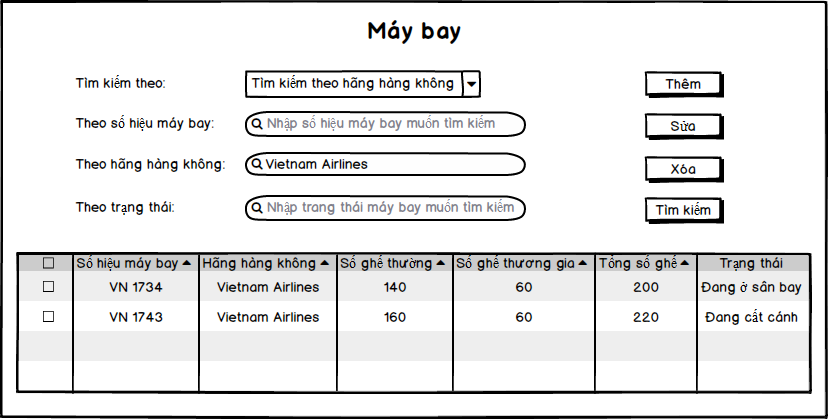 Máy bay
Tìm kiếm theo: Tìm kiếm theo hãng hàng không Thêm
Theo số hiệu máy bay: Nhập số hiệu máy bay muốn tìm kiếm Sửa
Theo hãng hàng không: Vietnam Airlines Xóa
Theo trạng thái: Nhập trang thái máy bay muốn tìm kiếm Tìm kiếm
Số hiệu máy bay Hãng hàng không Số ghế thường Số ghế thương gia Tổng số ghế Trạng thái
VN 1734 Vietnam Airlines 140 60 200 Đang ở sân bay
VN 1743 Vietnam Airlines 160 60 220 Đang cất cánh